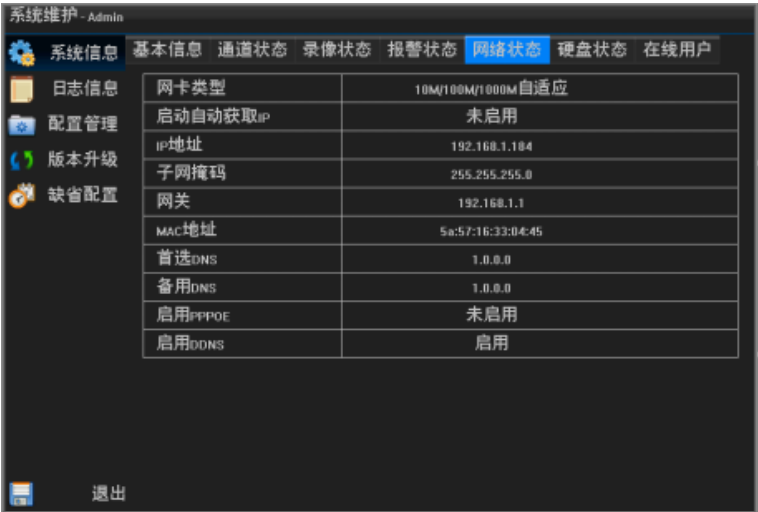 系统维护 - Admin
系统信息 基本信息 通道状态 录像状态 报警状态 网络状态 硬盘状态 在线用户
日志信息 网卡类型 10M/100M/1000M自适应
启动自动获取IP 未启用
配置管理
IP地址 192.168.1.184
版本升级
子网掩码 255.255.255.0
缺省配置 网关 192.168.1.1
MAC地址 5a:57:16:33:04:45
首选DNS 1.0.0.0
备用DNS 1.0.0.0
启用PPPOE 未启用
启用DDNS 启用
退出